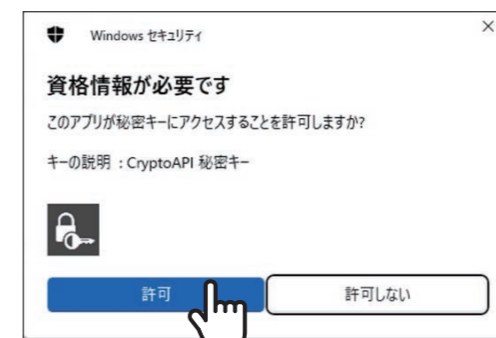 Windows セキュリティ
資格情報が必要です
このアプリが秘密キーにアクセスすることを許可しますか?
キーの説明 : CryptoAPI 秘密キー
許可
許可しない